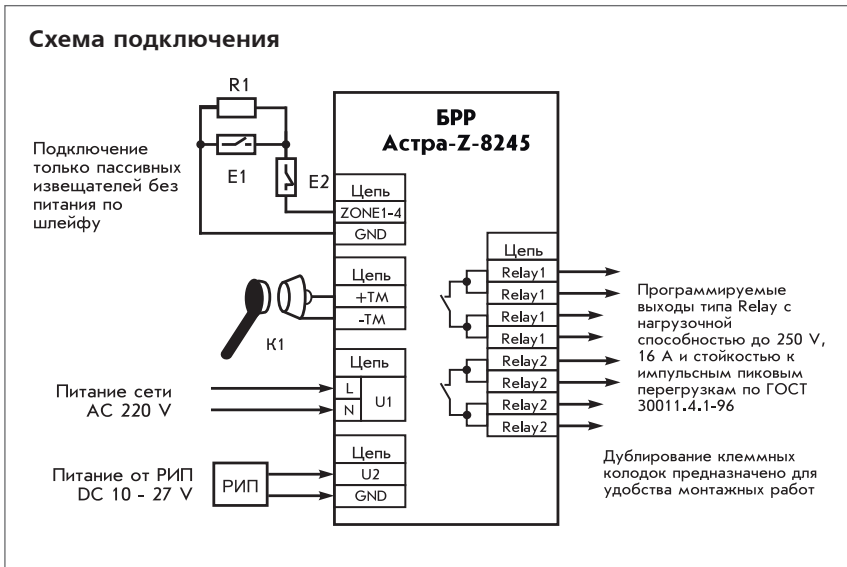 Схема подключения
R1
Подключение
только пассивных
извещателей без
питания по
шлейфу
E1
E2
БРР
Астра-Z-8245
Цепь
ZONE1-4
GND
Цепь
+TM
-TM
K1
Цепь
L
N
U1
Питание сети
AC 220 V
Цепь
U2
GND
Питание от РИП
DC 10 - 27 V
РИП
Цепь
Relay1
Relay1
Relay1
Relay1
Relay2
Relay2
Relay2
Relay2
Программируемые
выходы типа Relay с
нагрузочной
способностью до 250 V,
16 А и стойкостью к
импульсным пиковым
перегрузкам по ГОСТ
30011.4.1-96
Дублирование клеммных
колодок предназначено для
удобства монтажных работ